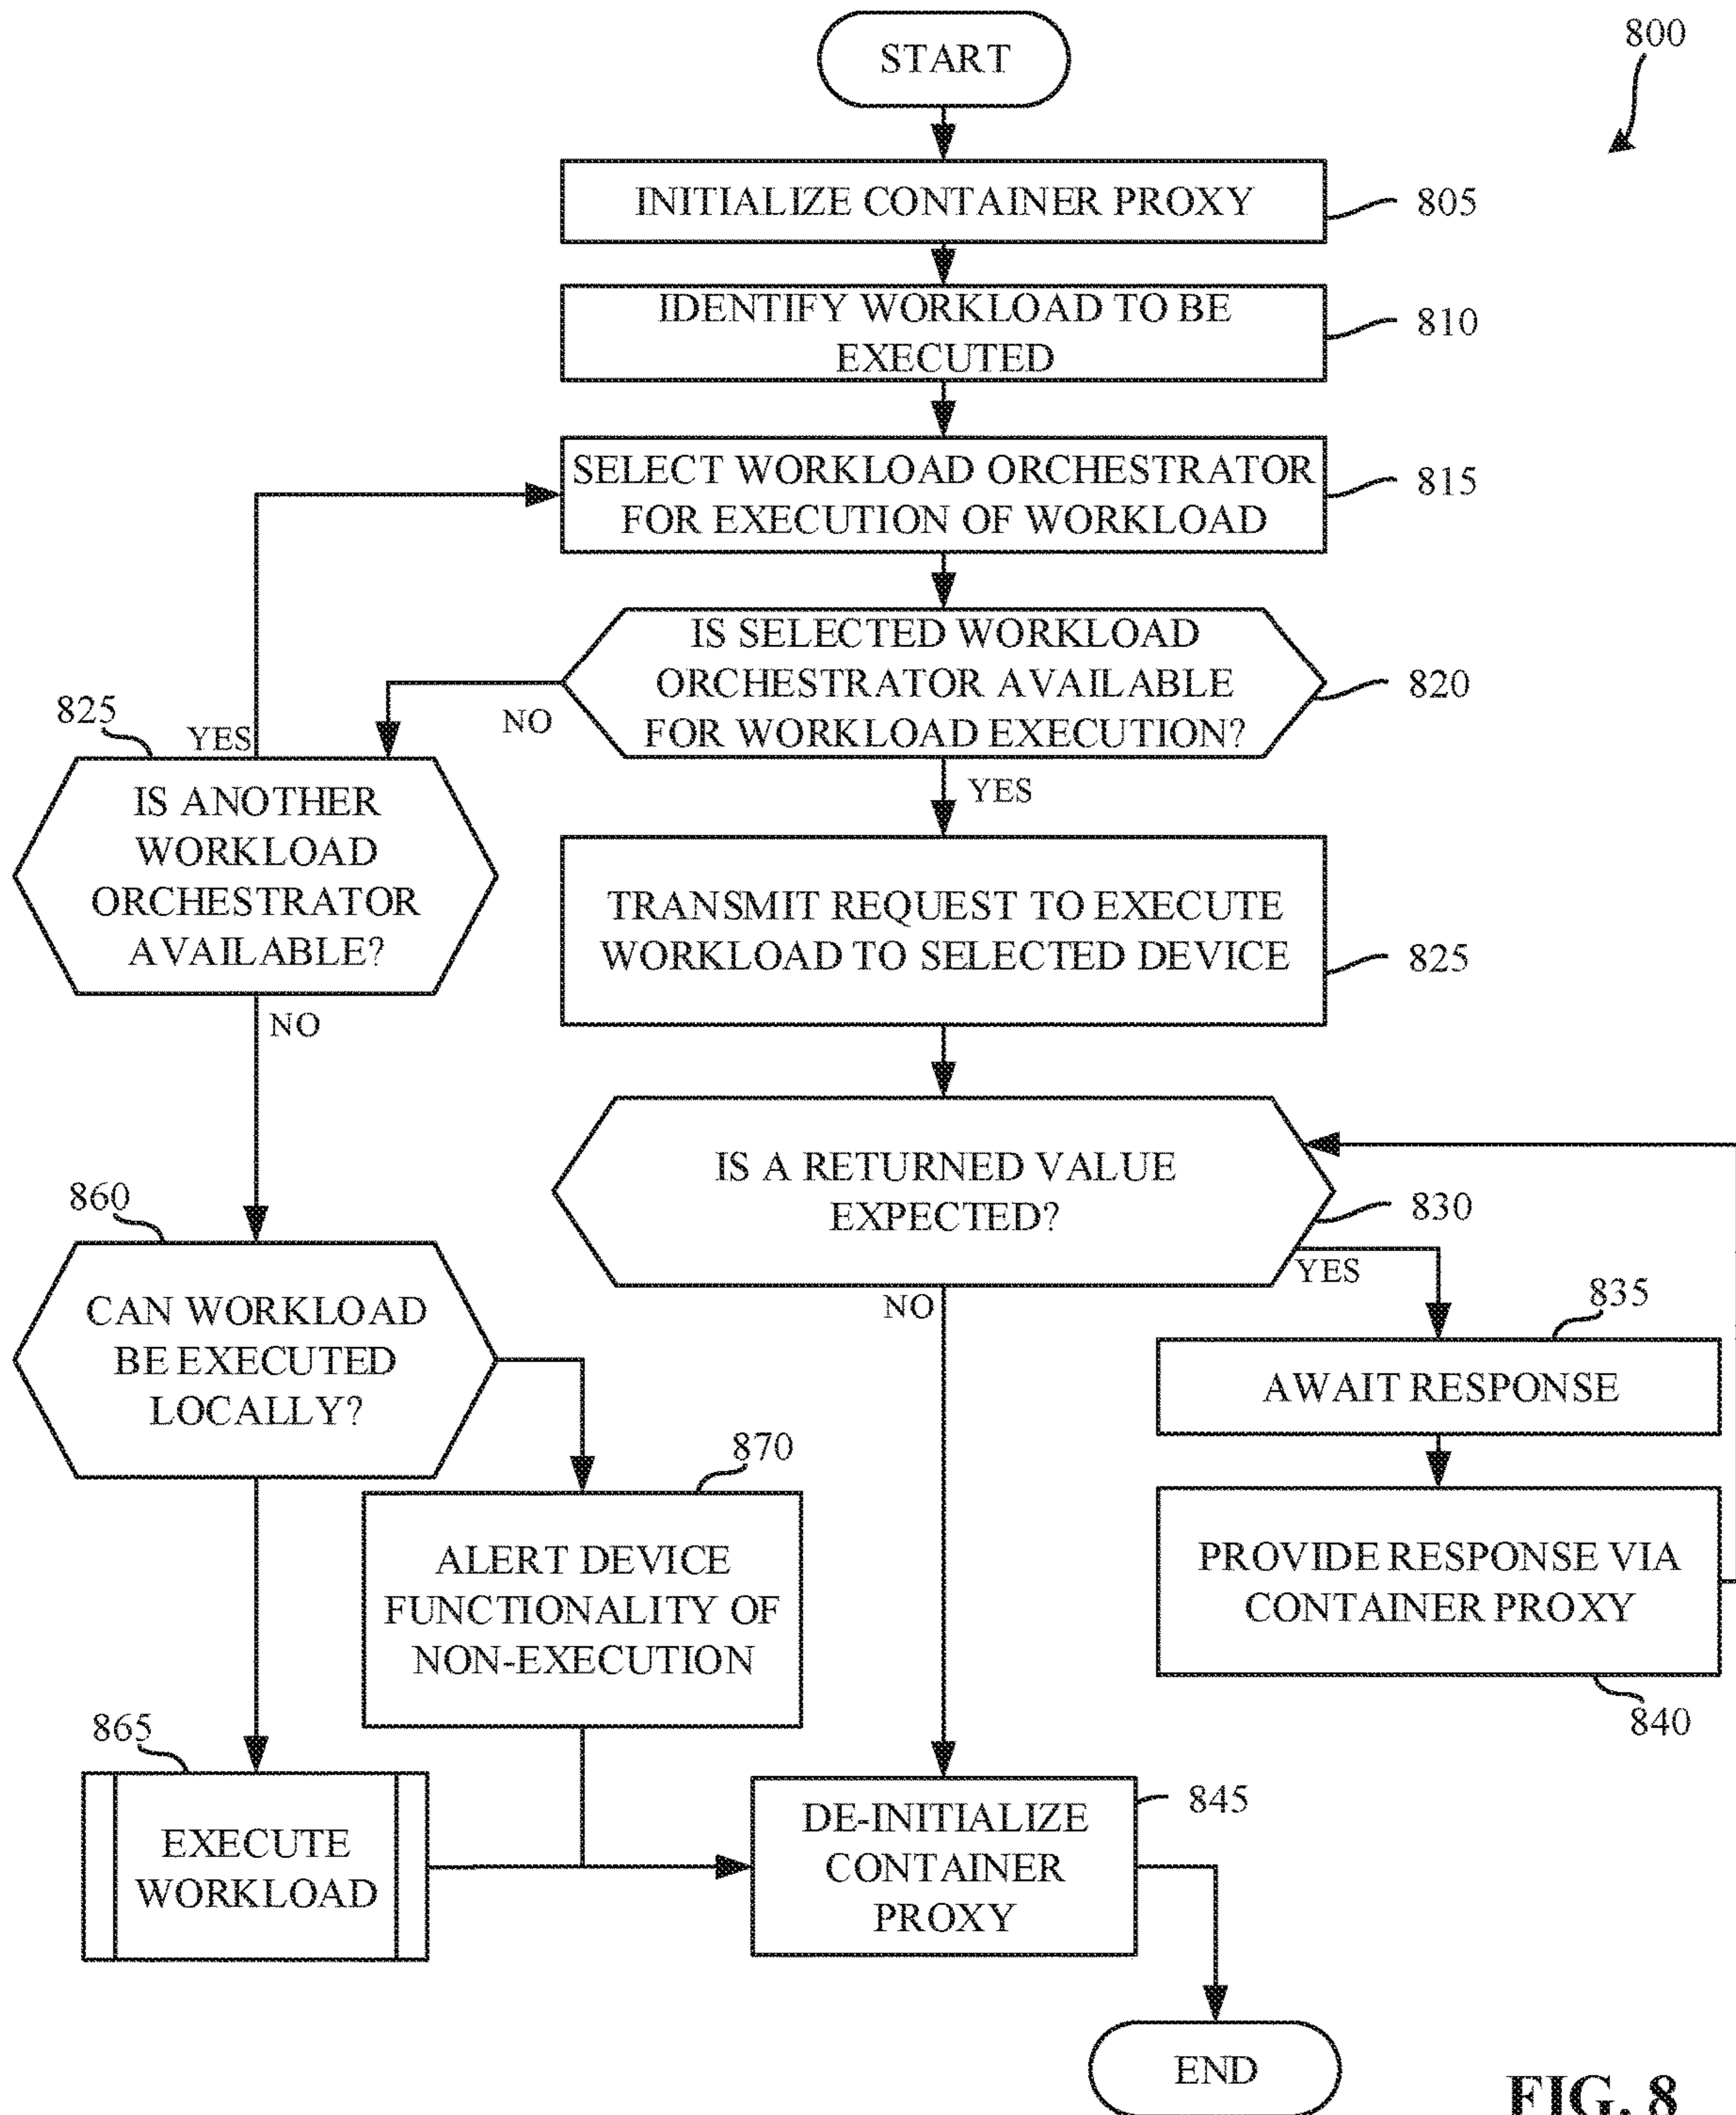 START
800
INITIALIZE CONTAINER PROXY
805
IDENTIFY WORKLOAD TO BE
EXECUTED
810
SELECT WORKLOAD ORCHESTRATOR
FOR EXECUTION OF WORKLOAD
815
IS SELECTED WORKLOAD
ORCHESTRATOR AVAILABLE
FOR WORKLOAD EXECUTION?
820
NO
YES
825
YES
IS ANOTHER
WORKLOAD
ORCHESTRATOR
AVAILABLE?
NO
TRANSMIT REQUEST TO EXECUTE
WORKLOAD TO SELECTED DEVICE
825
IS A RETURNED VALUE
EXPECTED?
830
YES
NO
835
AWAIT RESPONSE
PROVIDE RESPONSE VIA
CONTAINER PROXY
840
860
CAN WORKLOAD
BE EXECUTED
LOCALLY?
870
ALERT DEVICE
FUNCTIONALITY OF
NON-EXECUTION
865
EXECUTE
WORKLOAD
DE-INITIALIZE
CONTAINER
PROXY
845
END
FIG. 8